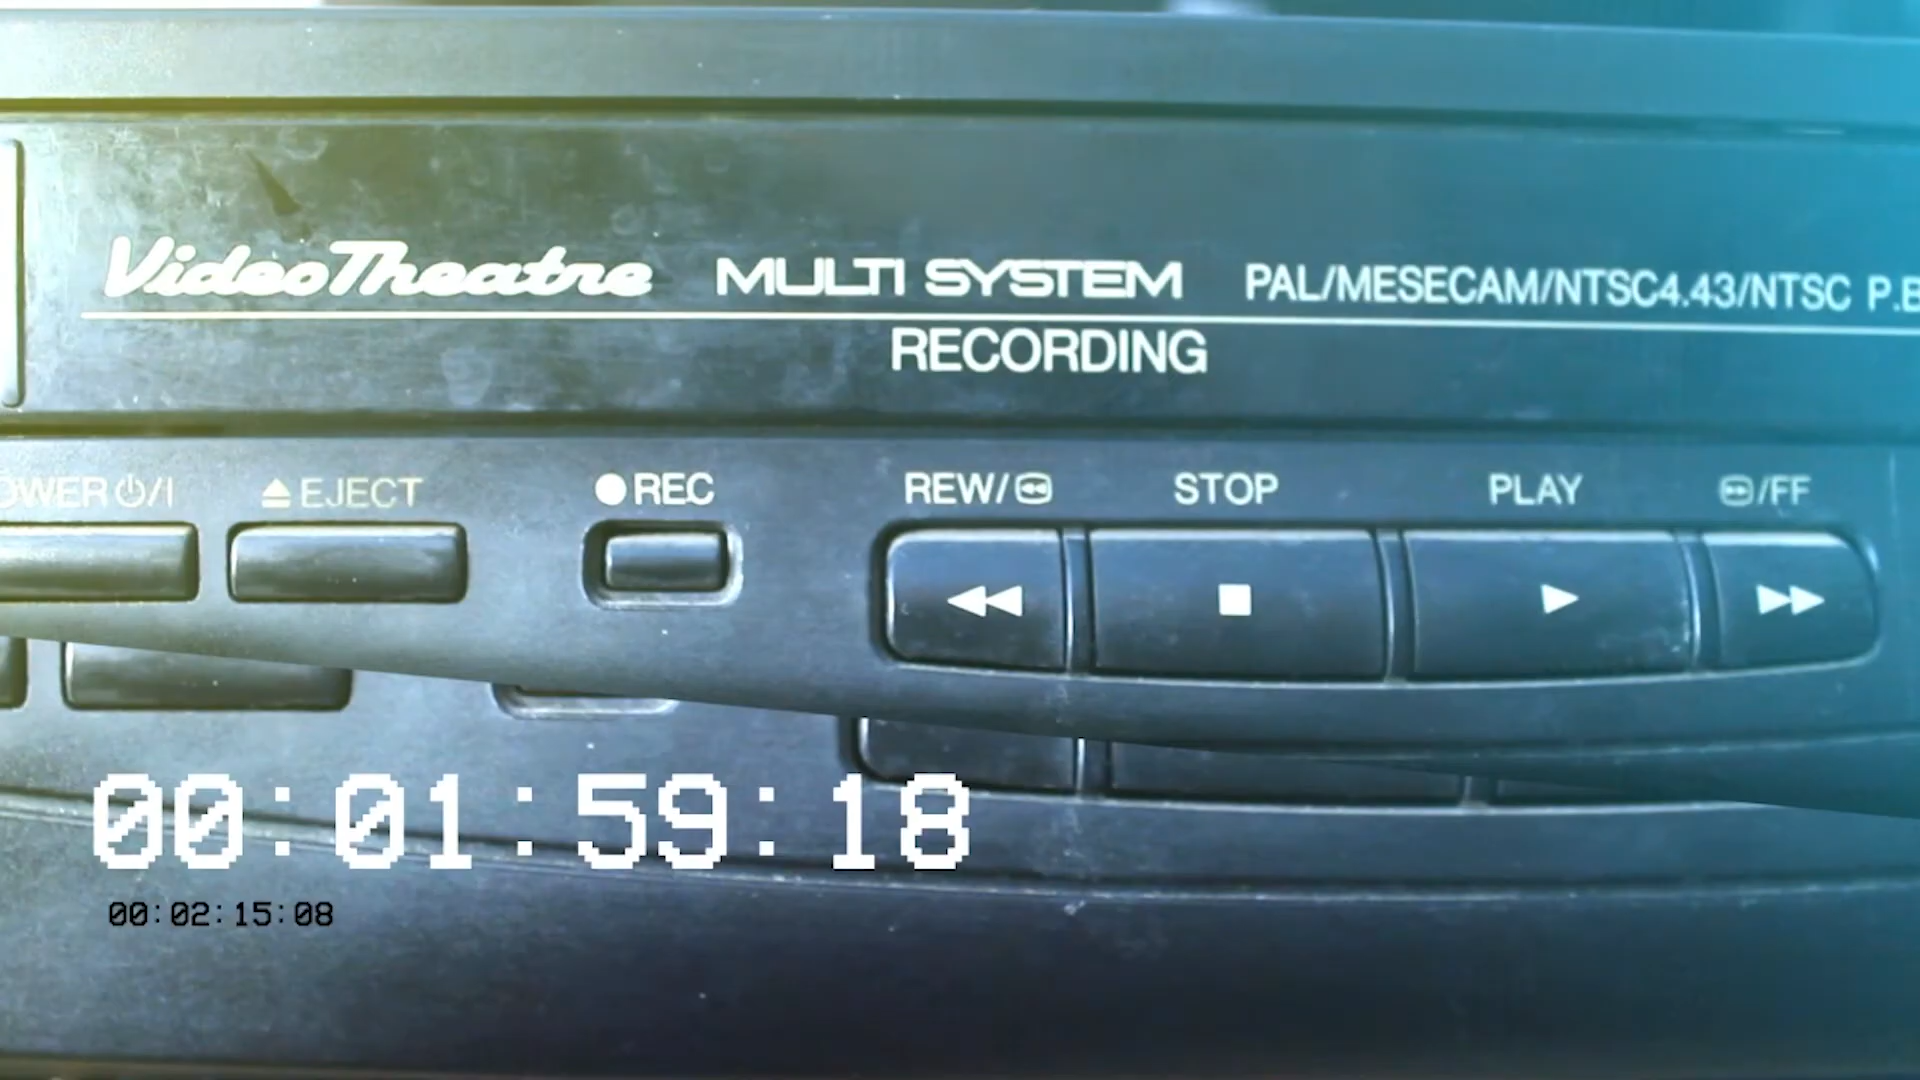 VideoTheatre MULTI SYSTEM PAL/MESECAM/NTSC4.43/NTSC P.B
RECORDING
OWER /I EJECT REC REW/ STOP PLAY /FF
00:01:59:18
00:02:15:08